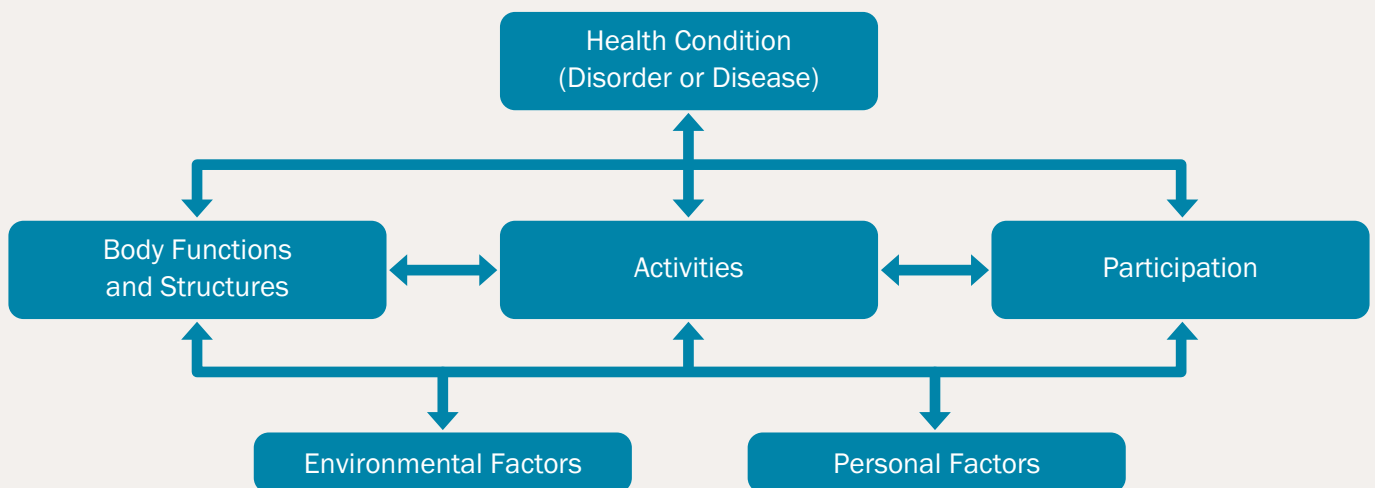 Health Condition
(Disorder or Disease)
Body Functions
and Structures
Activities
Participation
Environmental Factors
Personal Factors